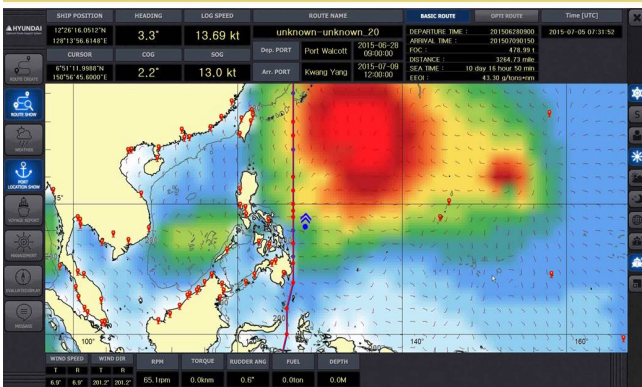 SHIP POSITION
HEADING
LOG SPEED
ROUTE NAME
BASIC ROUTE
OPTI ROUTE
Time [UTC]
HYUNDAI
12°26'16.0512"N
128°13'56.6148"E
3.3°
13.69 kt
unknown-unknown_20
DEPARTURE TIME : 201506280900
ARRIVAL TIME : 201507090150
FOC : 478.99 t
DISTANCE : 3264.73 mile
SEA TIME : 10 day 16 hour 50 min
EEOI : 43.30 g/tons•nm
2015-07-05 07:31:52
CURSOR
COG
SOG
Dep. PORT
Port Walcott
2015-06-28
09:00:00
6°51'11.9988"N
150°56'45.6000"E
2.2°
13.0 kt
Arr. PORT
Kwang Yang
2015-07-09
12:00:00
ROUTE CREATE
ROUTE SHOW
WEATHER
PORT
LOCATION SHOW
VOYAGE REPORT
MANAGEMENT
MESSAGE
S
100°
140°
160°
WIND SPEED
WIND DIR
RPM
TORQUE
RUDDER ANG
FUEL
DEPTH
T R T R
6.9° 6.9° 201.2° 201.2°
65.1rpm
0.0knm
0.6°
0.0ton
0.0M